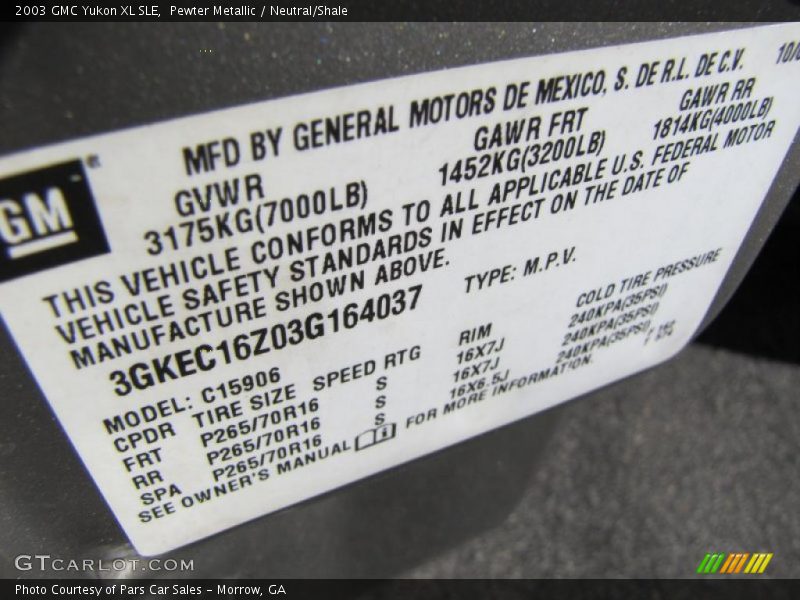 2003 GMC Yukon XL SLE, Pewter Metallic / Neutral/Shale
MFD BY GENERAL MOTORS DE MEXICO, S. DE R.L. DE C.V.
GM
GVWR GAWR FRT GAWR RR
3175KG(7000LB) 1452KG(3200LB) 1814KG(4000LB)
THIS VEHICLE CONFORMS TO ALL APPLICABLE U.S. FEDERAL MOTOR
VEHICLE SAFETY STANDARDS IN EFFECT ON THE DATE OF
MANUFACTURE SHOWN ABOVE.
3GKEC16Z03G164037 TYPE: M.P.V.
MODEL: C15906
CPDR TIRE SIZE SPEED RTG RIM COLD TIRE PRESSURE
FRT P265/70R16 S 16X7J 240KPA(35PSI)
RR P265/70R16 S 16X7J 240KPA(35PSI)
SPA P265/70R16 S 16X6.5J 240KPA(35PSI)
SEE OWNER'S MANUAL FOR MORE INFORMATION.
GTCARLOT.COM
Photo Courtesy of Pars Car Sales – Morrow, GA